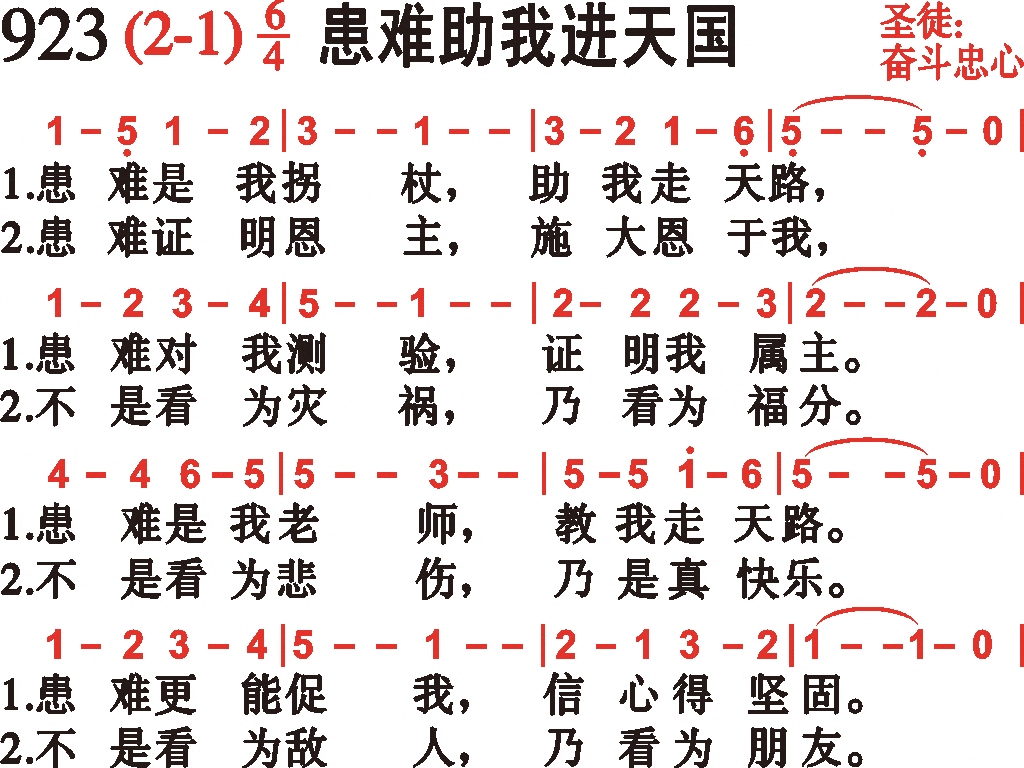 923 (2-1) 6/4 患难助我进天国 圣徒:
奋斗忠心
1 – 5̣ 1 – 2|3 – – 1 – – |3 – 2 1 – 6̣|5̣ – – 5̣ – 0|
1.患 难是 我拐 杖, 助 我走 天路,
2.患 难证 明恩 主, 施 大恩 于我,
1 – 2 3 – 4|5 – –1 – – |2 – 2 2 – 3|2 – –2 – 0|
1.患 难对 我测 验, 证 明我 属主。
2.不 是看 为灾 祸, 乃 看为 福分。
4 – 4 6 – 5|5 – – 3 – – |5 – 5 1̇ – 6|5 – –5 – 0|
1.患 难是 我老 师, 教 我走 天路。
2.不 是看 为悲 伤, 乃 是真 快乐。
1 – 2 3 – 4|5 – – 1 – – |2 – 1 3 – 2|1 – –1 – 0|
1.患 难更 能促 我, 信 心得 坚固。
2.不 是看 为敌 人, 乃 看为 朋友。